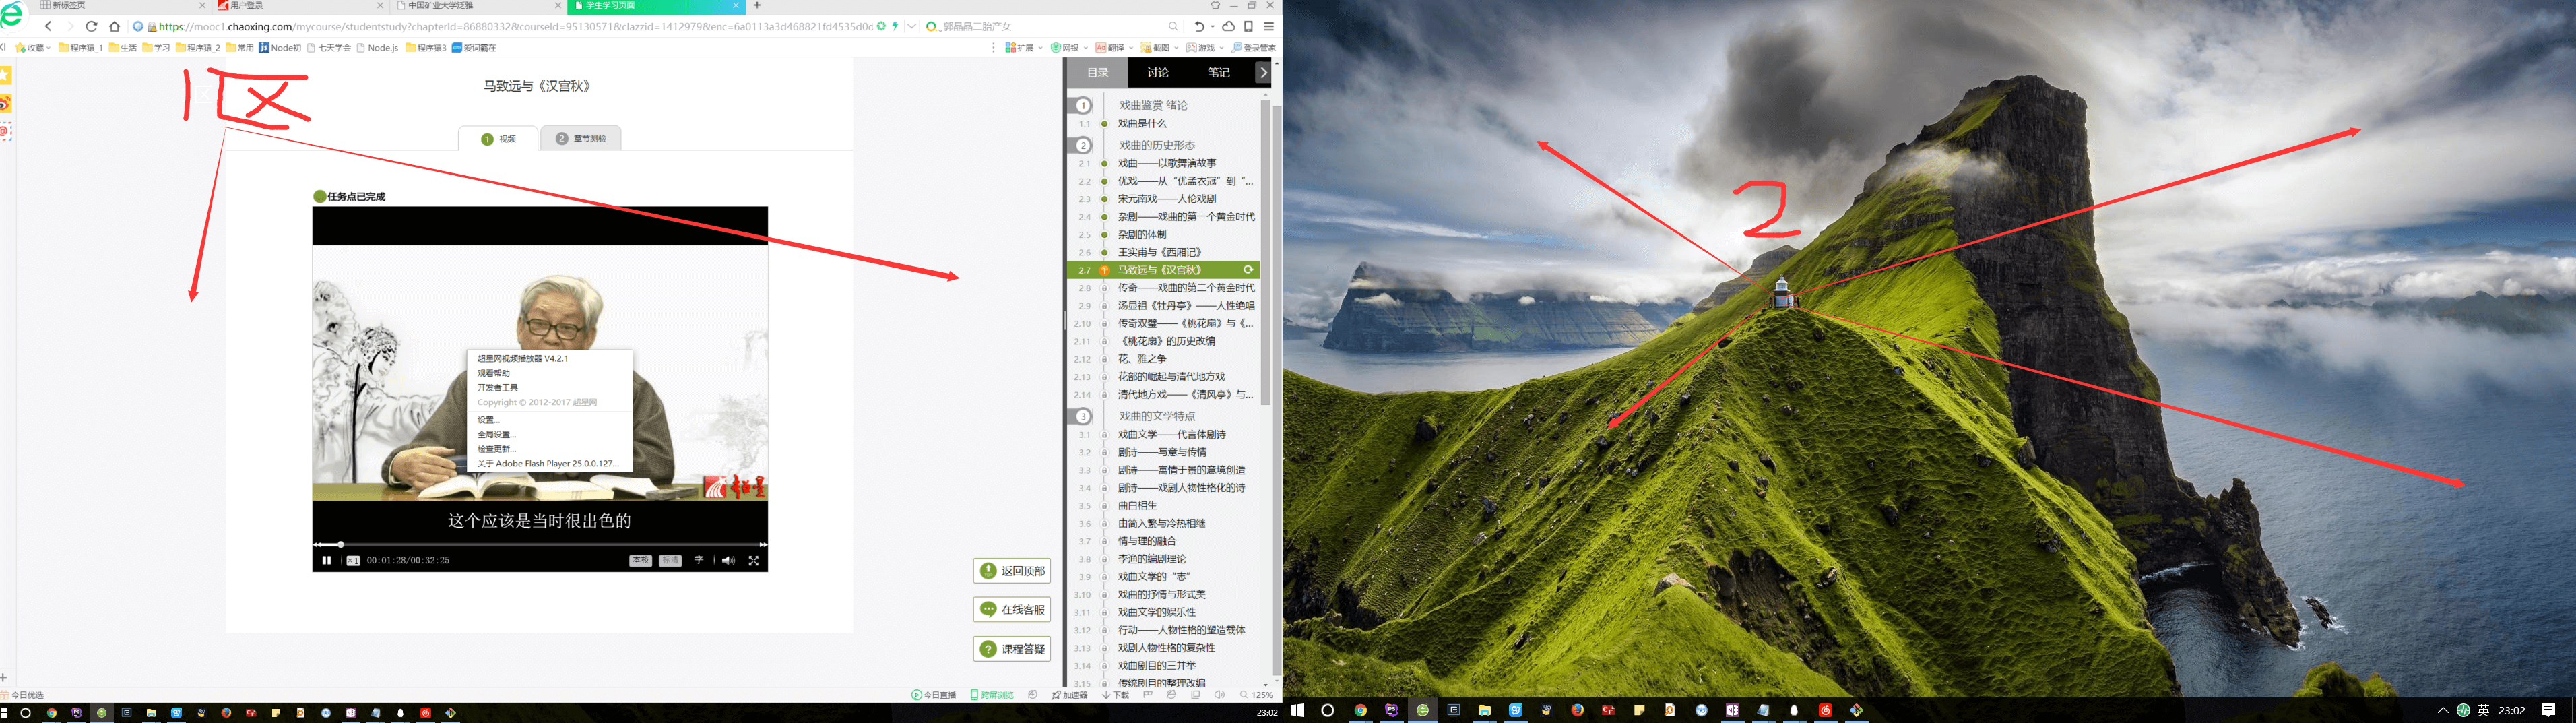 新标签页
用户登录
中国矿业大学泛雅
学生学习页面
https://mooc1.chaoxing.com/mycourse/studentstudy?chapterId=86880332&courseId=95130571&clazzid=1412979&enc=6a0113a3d468821fd4535d0d
郭晶晶二胎产女
收藏
程序猿_1
生活
学习
程序猿_2
常用
Node初
七天学会
Node.js
程序猿3
爱词霸在
扩展
网银
翻译
截图
游戏
登录管家
1区
马致远与《汉宫秋》
1 视频
2 章节测验
任务点已完成
超星网视频播放器 V4.2.1
观看帮助
开发者工具
Copyright © 2012-2017 超星网
设置...
全局设置...
检查更新...
关于 Adobe Flash Player 25.0.0.127...
超星
这个应该是当时很出色的
×1 00:01:28/00:32:25
本校
标清
字
返回顶部
在线客服
课程答疑
目录
讨论
笔记
1 戏曲鉴赏 绪论
1.1 戏曲是什么
2 戏曲的历史形态
2.1 戏曲——以歌舞演故事
2.2 优戏——从“优孟衣冠”到“...
2.3 宋元南戏——人伦戏剧
2.4 杂剧——戏曲的第一个黄金时代
2.5 杂剧的体制
2.6 王实甫与《西厢记》
2.7 马致远与《汉宫秋》
2.8 传奇——戏曲的第二个黄金时代
2.9 汤显祖《牡丹亭》——人性绝唱
2.10 传奇双璧——《桃花扇》与《...
2.11 《桃花扇》的历史改编
2.12 花、雅之争
2.13 花部的崛起与清代地方戏
2.14 清代地方戏——《清风亭》与...
3 戏曲的文学特点
3.1 戏曲文学——代言体剧诗
3.2 剧诗——写意与传情
3.3 剧诗——寓情于景的意境创造
3.4 剧诗——戏剧人物性格化的诗
3.5 曲白相生
3.6 由简入繁与冷热相继
3.7 情与理的融合
3.8 李渔的编剧理论
3.9 戏曲文学的“志”
3.10 戏曲的抒情与形式美
3.11 戏曲文学的娱乐性
3.12 行动——人物性格的塑造载体
3.13 戏剧人物性格的复杂性
3.14 戏曲剧目的三并举
3.15 传统剧目的整理改编
今日优选
今日直播
跨屏浏览
加速器
下载
125%
23:02
2
英
23:02